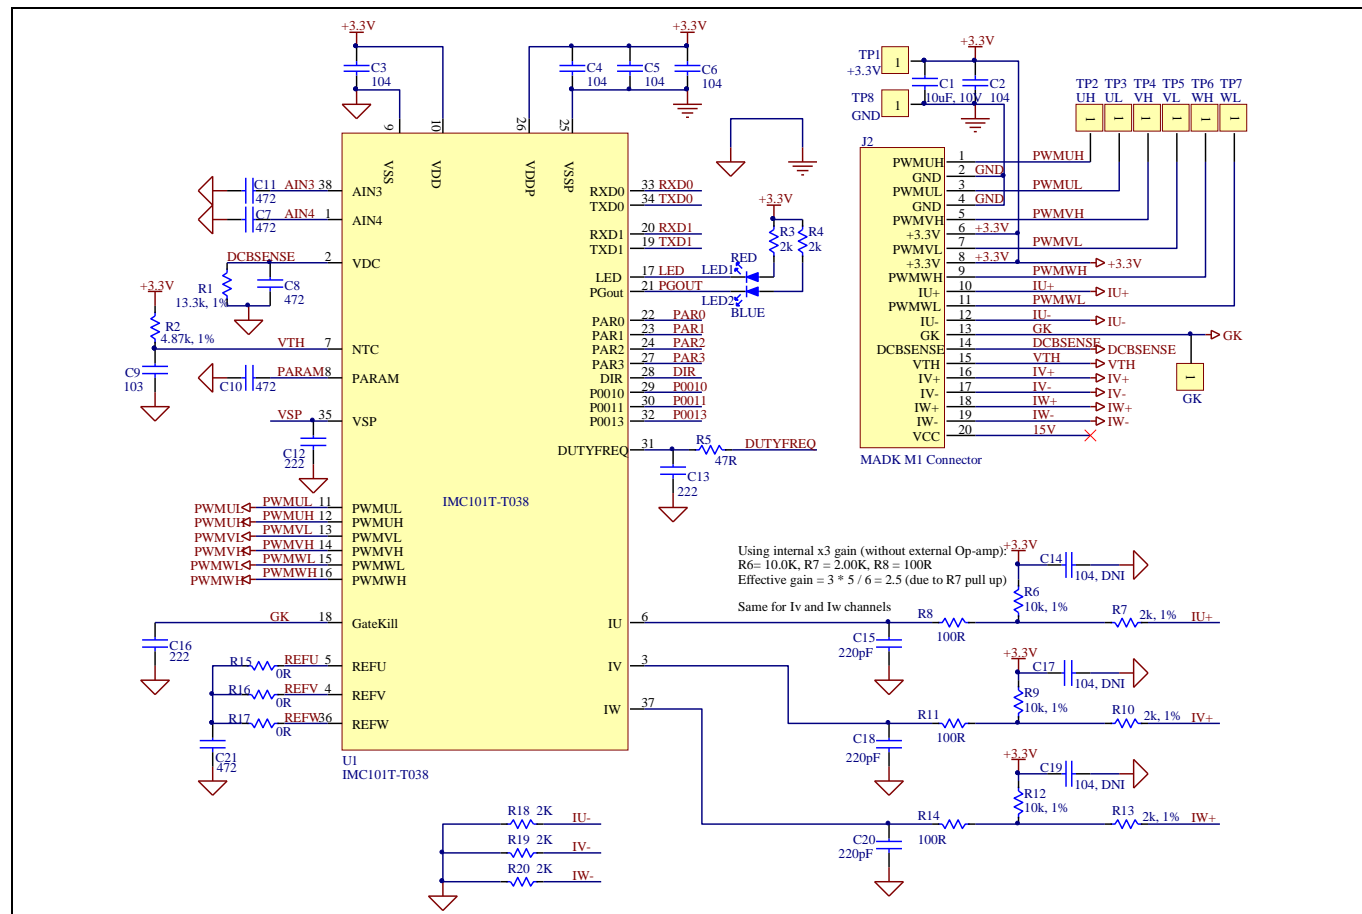 +3.3V
C3
104
+3.3V
C4
104
C5
104
C6
104
9
10
26
25
VSS
VDD
VDDP
VSSP
TP1
+3.3V
1
+3.3V
C1
10uF, 10V
C2
104
TP8
GND
1
TP2 TP3 TP4 TP5 TP6 TP7
UH UL VH VL WH WL
1 1 1 1 1 1
J2
PWMUH 1 PWMUH
GND 2 GND
PWMUL 3 PWMUL
GND 4 GND
PWMVH 5 PWMVH
+3.3V 6 +3.3V
PWMVL 7 PWMVL
+3.3V 8 +3.3V +3.3V
PWMWH 9 PWMWH
IU+ 10 IU+ IU+
PWMWL 11 PWMWL
IU- 12 IU- IU-
GK 13 GK GK
DCBSENSE 14 DCBSENSE DCBSENSE
VTH 15 VTH VTH
IV+ 16 IV+ IV+
IV- 17 IV- IV-
IW+ 18 IW+ IW+
IW- 19 IW- IW-
VCC 20 15V
MADK M1 Connector
1
GK
C11 AIN3 38 AIN3
472
C7 AIN4 1 AIN4
472
DCBSENSE 2 VDC
R1
13.3k, 1%
C8
472
+3.3V
R2
4.87k, 1%
VTH 7 NTC
C9
103
C10 472 PARAM 8 PARAM
VSP 35 VSP
C12
222
PWMUL PWMUL 11 PWMUL
PWMUH PWMUH 12 PWMUH
PWMVL PWMVL 13 PWMVL
PWMVH PWMVH 14 PWMVH
PWMWL PWMWL 15 PWMWL
PWMWH PWMWH 16 PWMWH
GK 18 GateKill
C16
222
R15 REFU 5 REFU
0R
R16 REFV 4 REFV
0R
R17 REFW 36 REFW
0R
C21
472
IMC101T-T038
U1
IMC101T-T038
RXD0 33 RXD0
TXD0 34 TXD0
RXD1 20 RXD1
TXD1 19 TXD1
LED 17 LED
PGout 21 PGOUT
RED
LED1
LED2
BLUE
+3.3V
R3
2k
R4
2k
PAR0 22 PAR0
PAR1 23 PAR1
PAR2 24 PAR2
PAR3 27 PAR3
DIR 28 DIR
P0010 29 P0010
P0011 30 P0011
P0013 32 P0013
DUTYFREQ 31 R5 DUTYFREQ
47R
C13
222
Using internal x3 gain (without external Op-amp):
R6= 10.0K, R7 = 2.00K, R8 = 100R
Effective gain = 3 * 5 / 6 = 2.5 (due to R7 pull up)
Same for Iv and Iw channels
+3.3V
C14
104, DNI
R6
10k, 1%
IU 6
R8
100R
R7
2k, 1% IU+
C15
220pF
+3.3V
C17
104, DNI
R9
10k, 1%
IV 3
R11
100R
R10
2k, 1% IV+
C18
220pF
+3.3V
C19
104, DNI
R12
10k, 1%
IW 37
R14
100R
R13
2k, 1% IW+
C20
220pF
R18 2K IU-
R19 2K IV-
R20 2K IW-